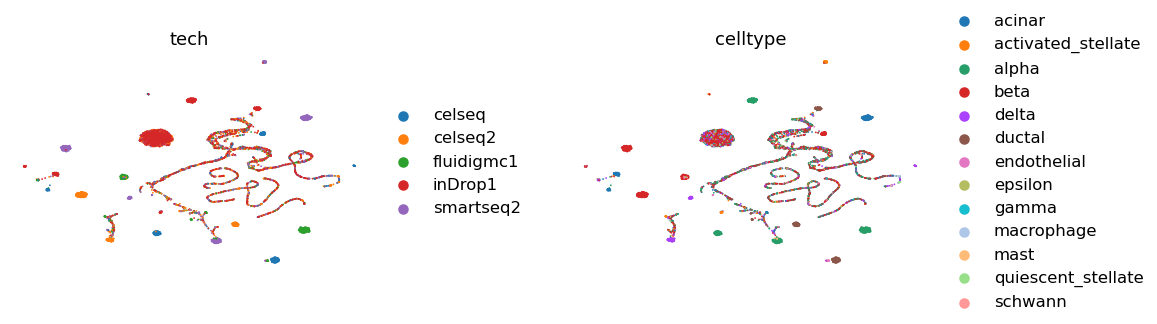 tech
celseq
celseq2
fluidigmc1
inDrop1
smartseq2
celltype
acinar
activated_stellate
alpha
beta
delta
ductal
endothelial
epsilon
gamma
macrophage
mast
quiescent_stellate
schwann